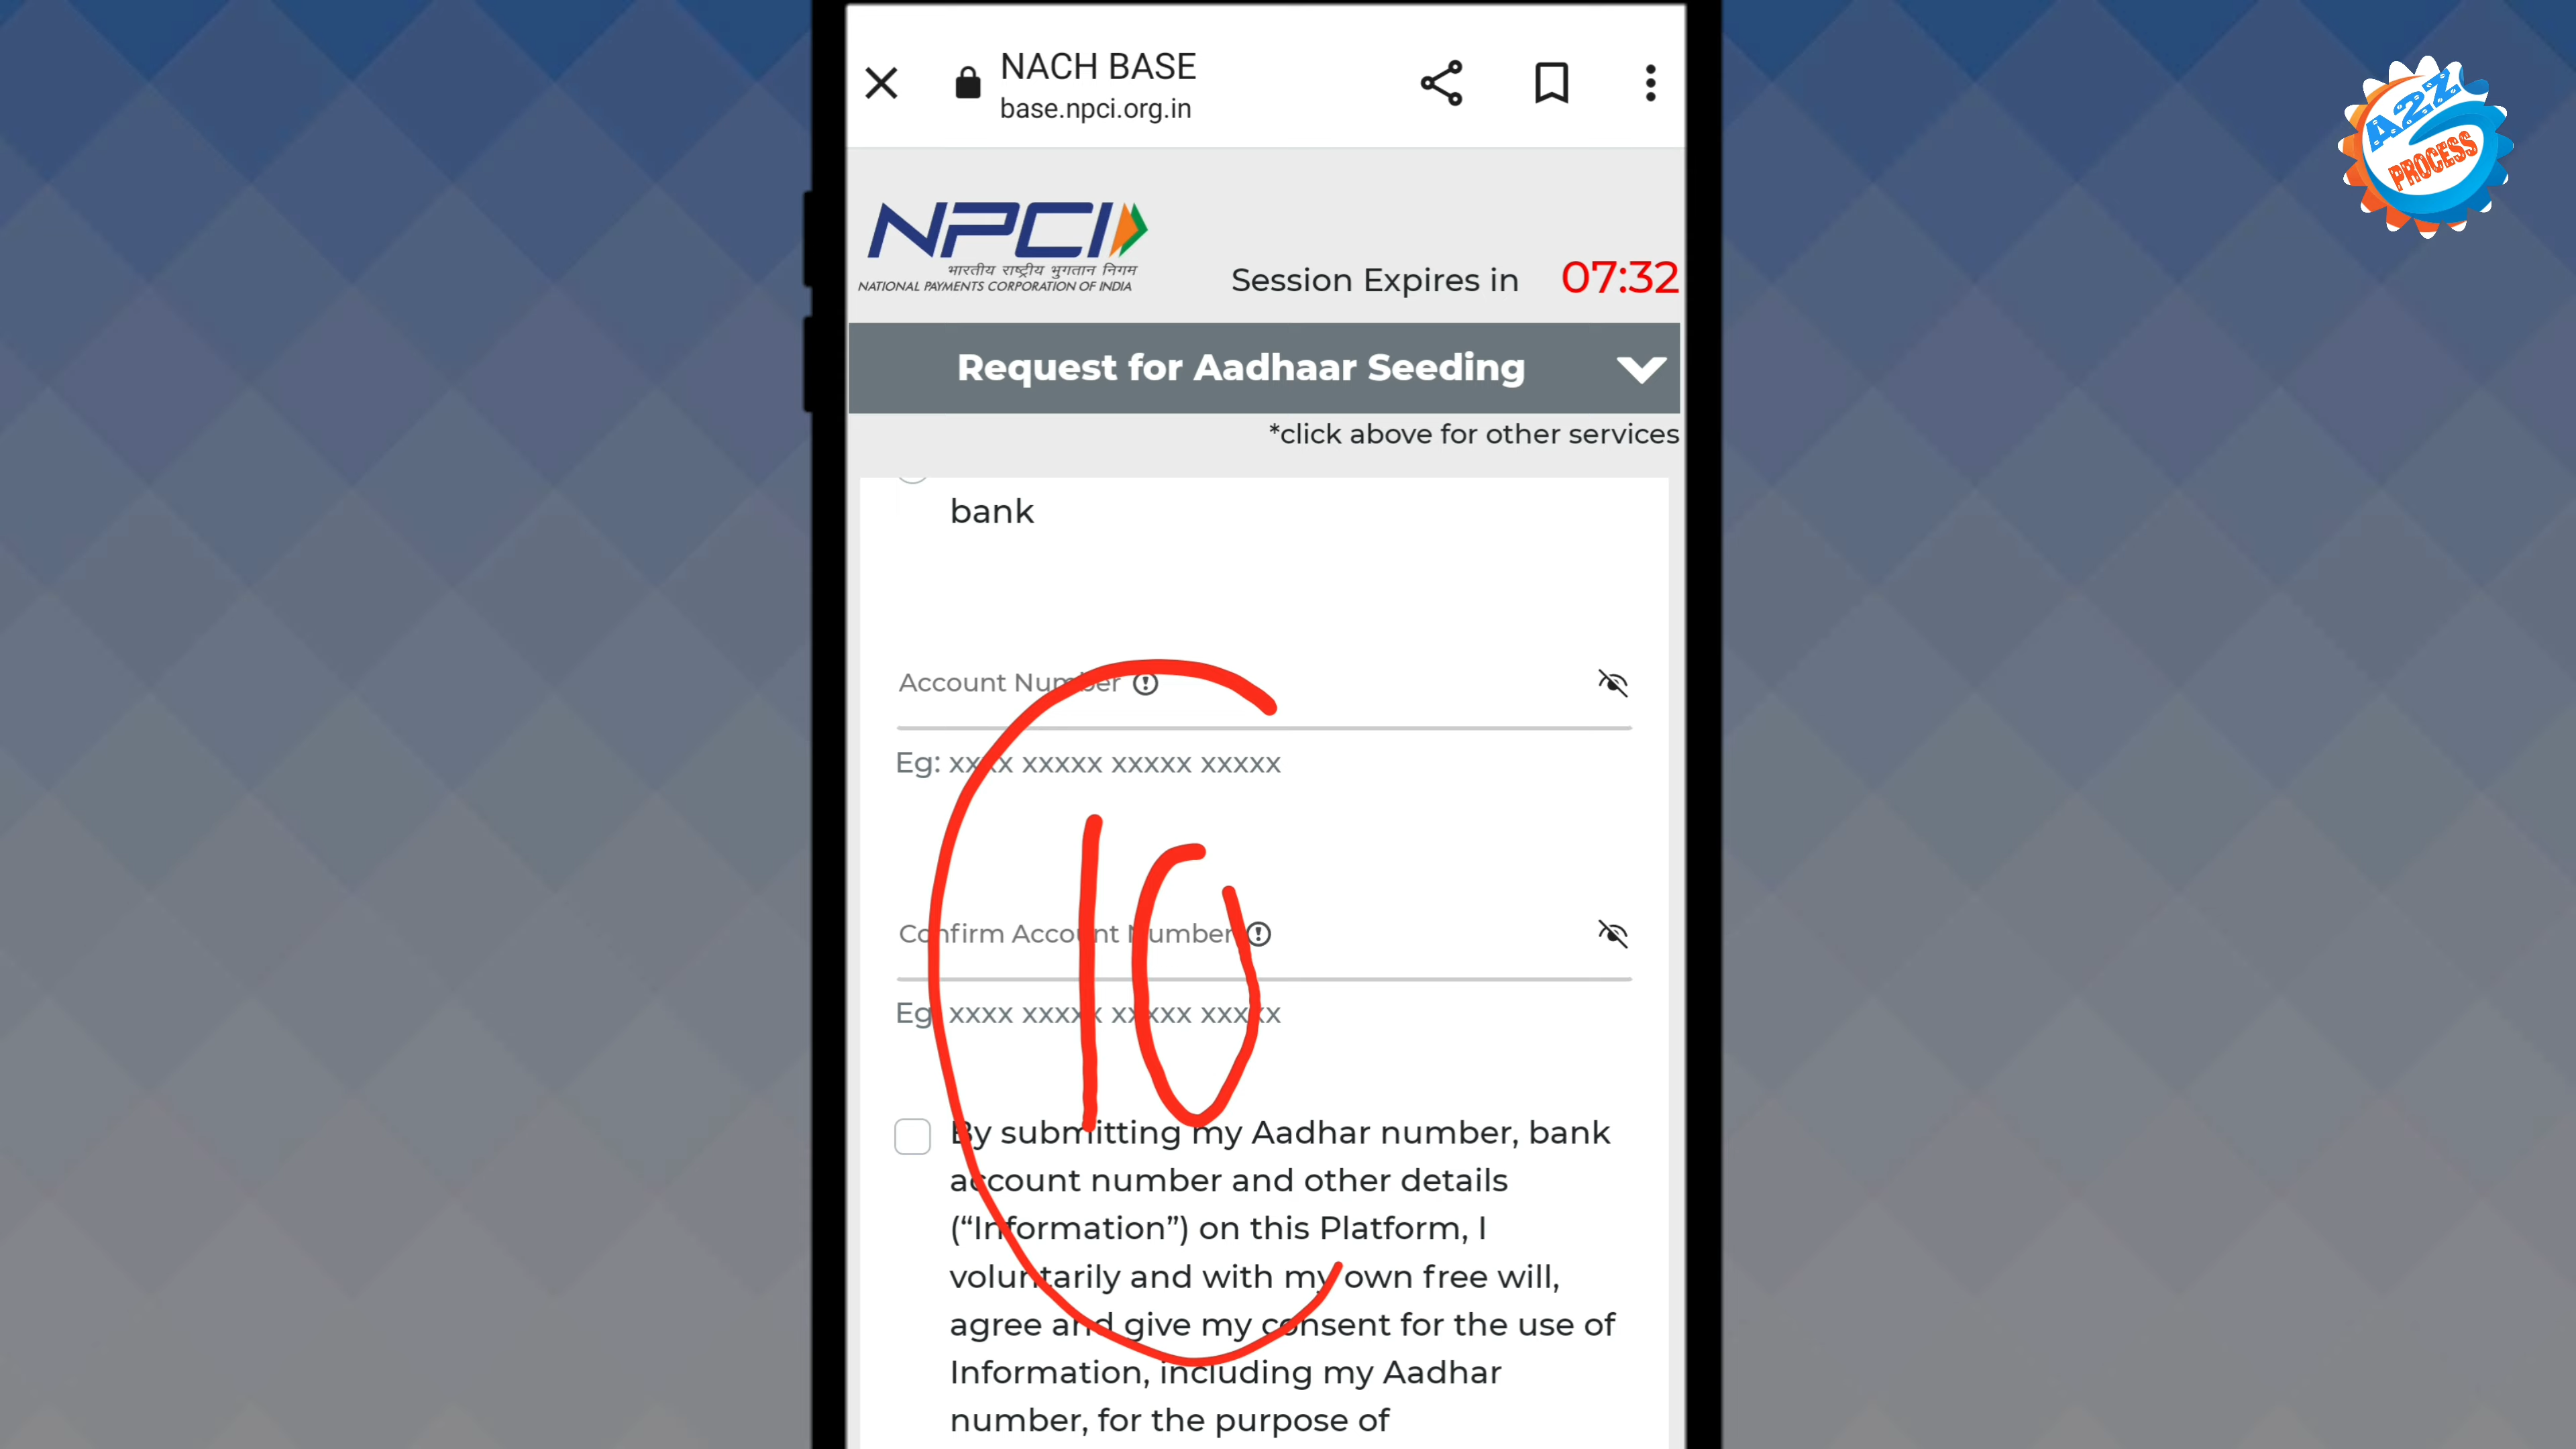 NACH BASE
base.npci.org.in
A2Z
PROCESS
NPCI
भारतीय राष्ट्रीय भुगतान निगम
NATIONAL PAYMENTS CORPORATION OF INDIA
Session Expires in 07:32
Request for Aadhaar Seeding
*click above for other services
bank
Account Number
Eg: xxxx xxxxx xxxxx xxxxx
10
Confirm Account Number
Eg: xxxx xxxxx xxxxx xxxxx
By submitting my Aadhar number, bank
account number and other details
(“Information”) on this Platform, I
voluntarily and with my own free will,
agree and give my consent for the use of
Information, including my Aadhar
number, for the purpose of